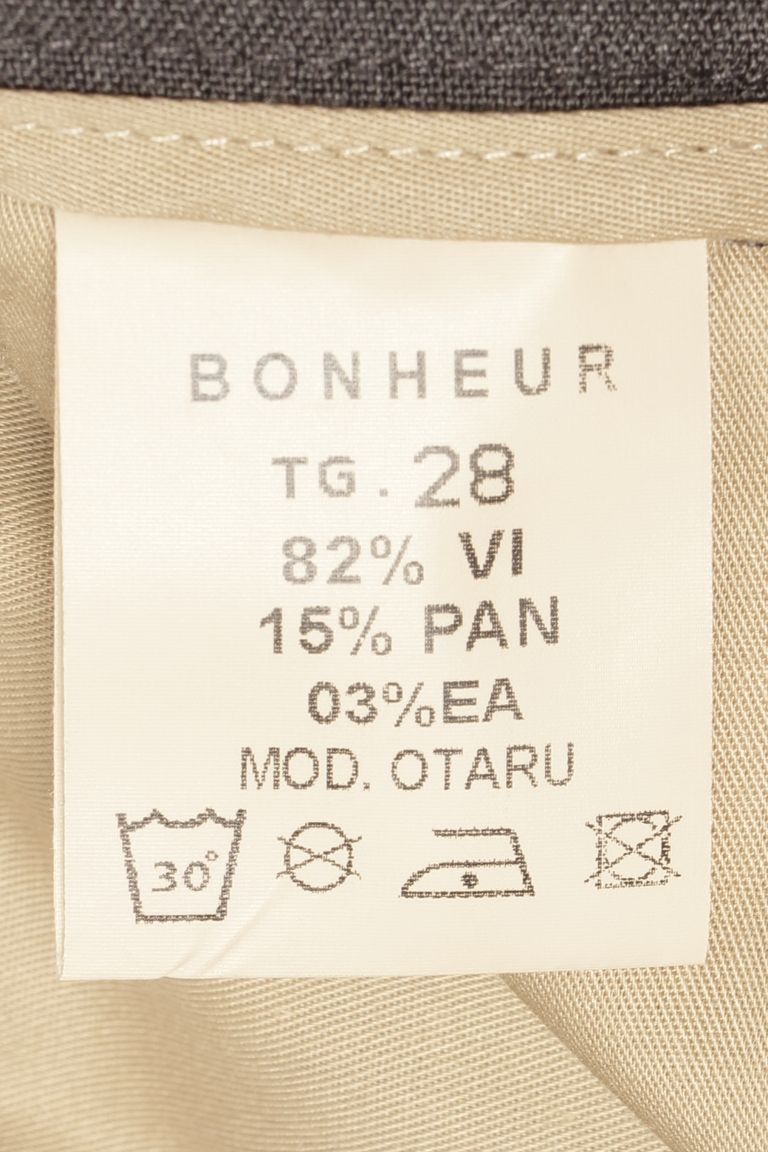 BONHEUR
TG. 28
82% VI
15% PAN
03%EA
MOD. OTARU
30°